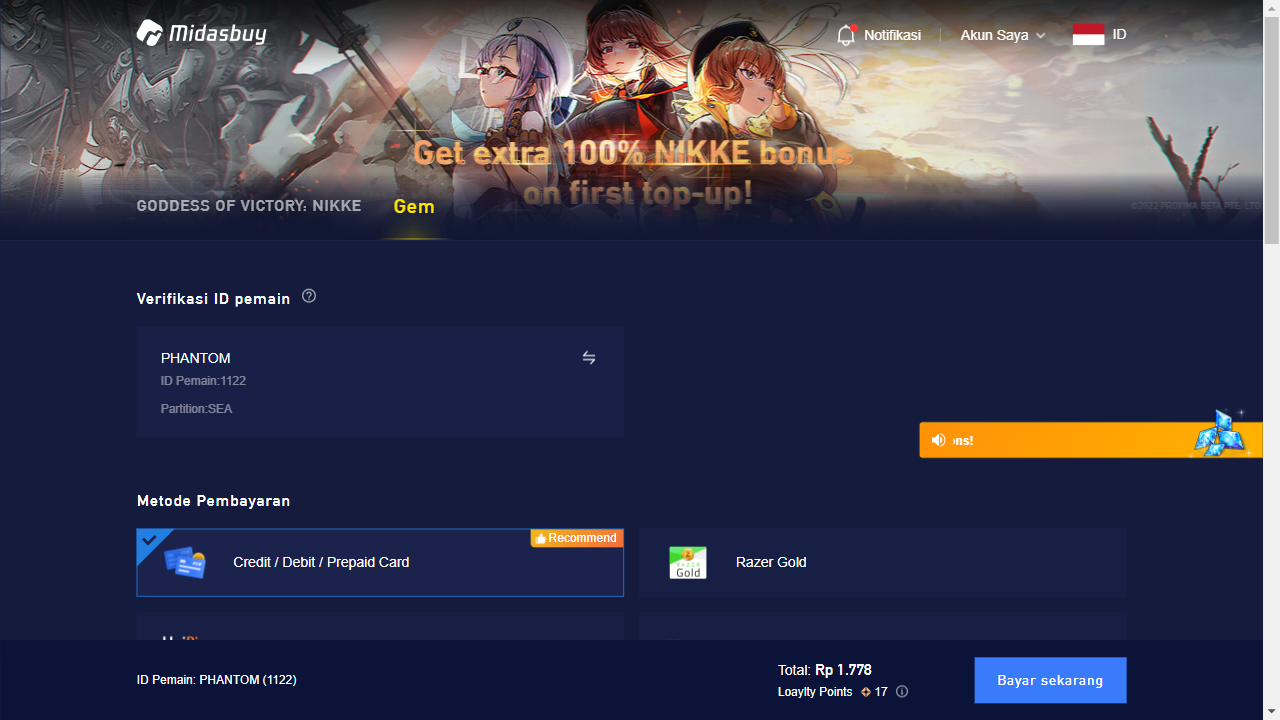 Midasbuy
Notifikasi
Akun Saya
ID
Get extra 100% NIKKE bonus
on first top-up!
GODDESS OF VICTORY: NIKKE
Gem
©2022 PROXIMA BETA PTE. LTD
Verifikasi ID pemain
PHANTOM
ID Pemain:1122
Partition:SEA
ns!
Metode Pembayaran
Recommend
Credit / Debit / Prepaid Card
RAZER
Gold
Razer Gold
ID Pemain: PHANTOM (1122)
Total: Rp 1.778
Loaylty Points 17
Bayar sekarang